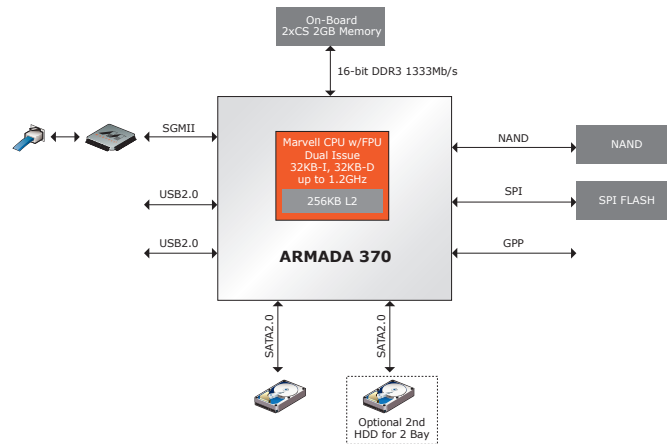 On-Board
2xCS 2GB Memory
16-bit DDR3 1333Mb/s
SGMII
Marvell CPU w/FPU
Dual Issue
32KB-I, 32KB-D
up to 1.2GHz
256KB L2
NAND
NAND
USB2.0
SPI
SPI FLASH
USB2.0
GPP
ARMADA 370
SATA2.0
SATA2.0
Optional 2nd
HDD for 2 Bay